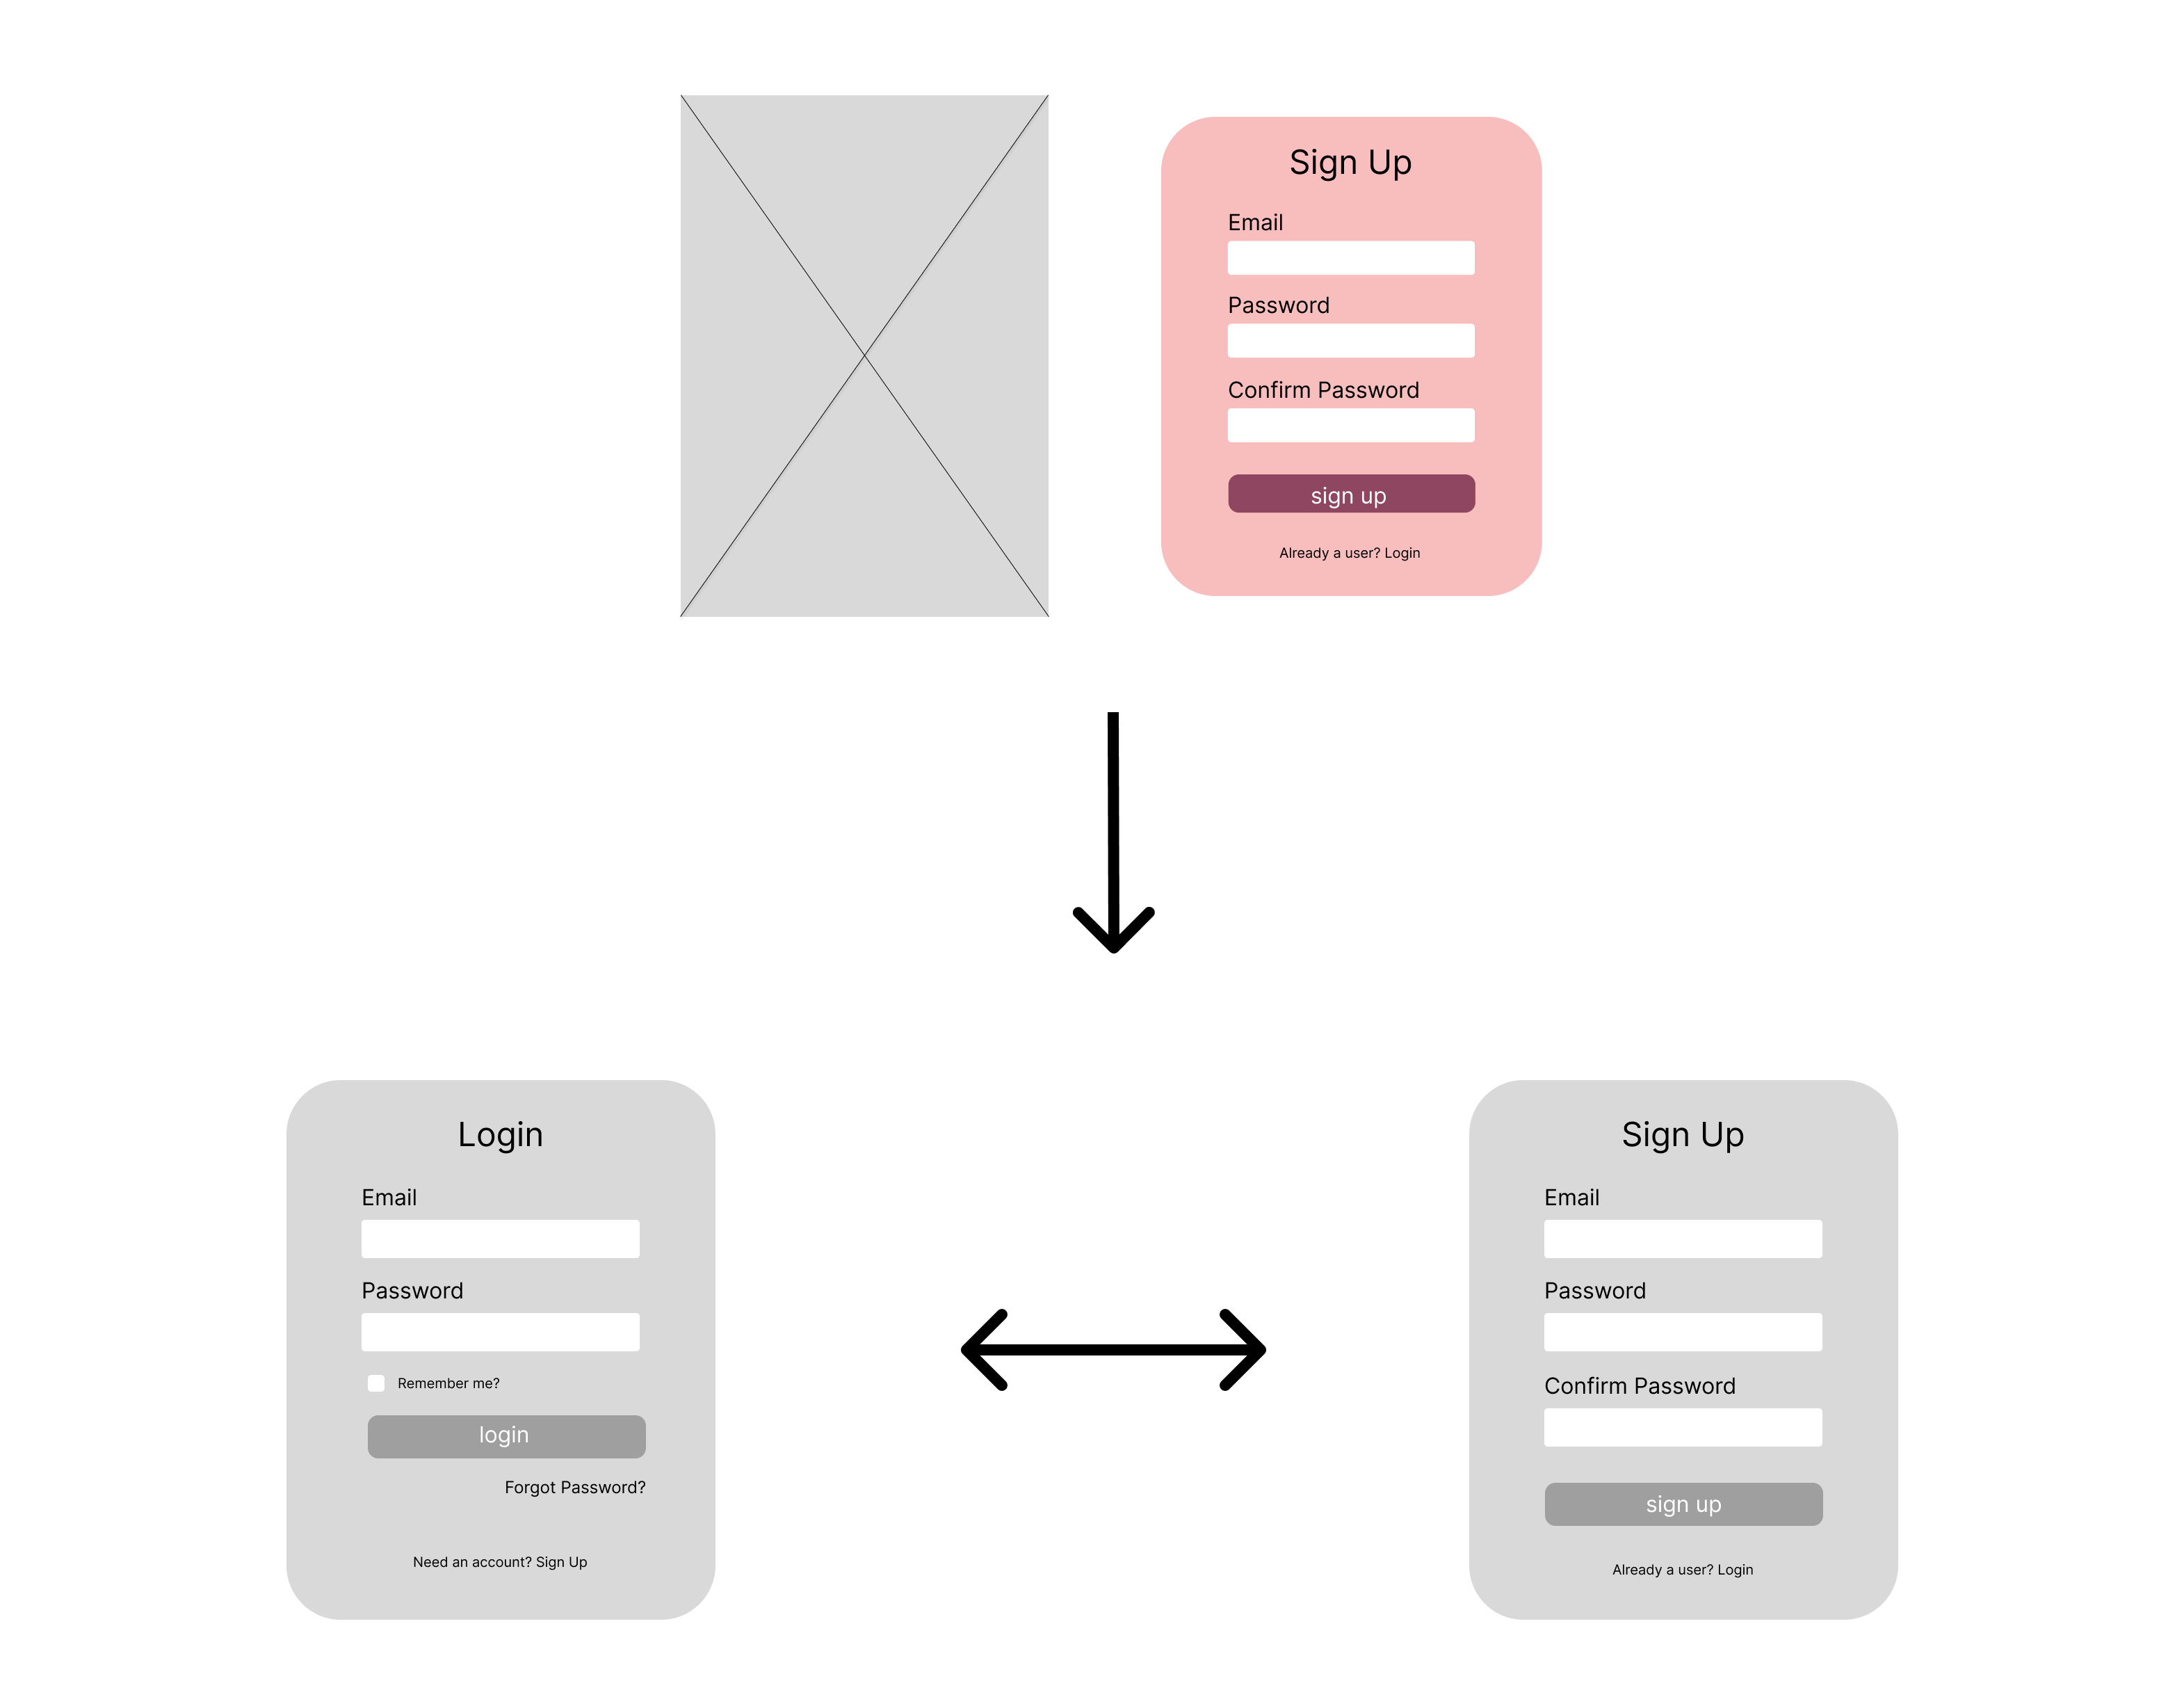 Sign Up
Email
Password
Confirm Password
sign up
Already a user? Login
Login
Email
Password
Remember me?
login
Forgot Password?
Need an account? Sign Up
Sign Up
Email
Password
Confirm Password
sign up
Already a user? Login